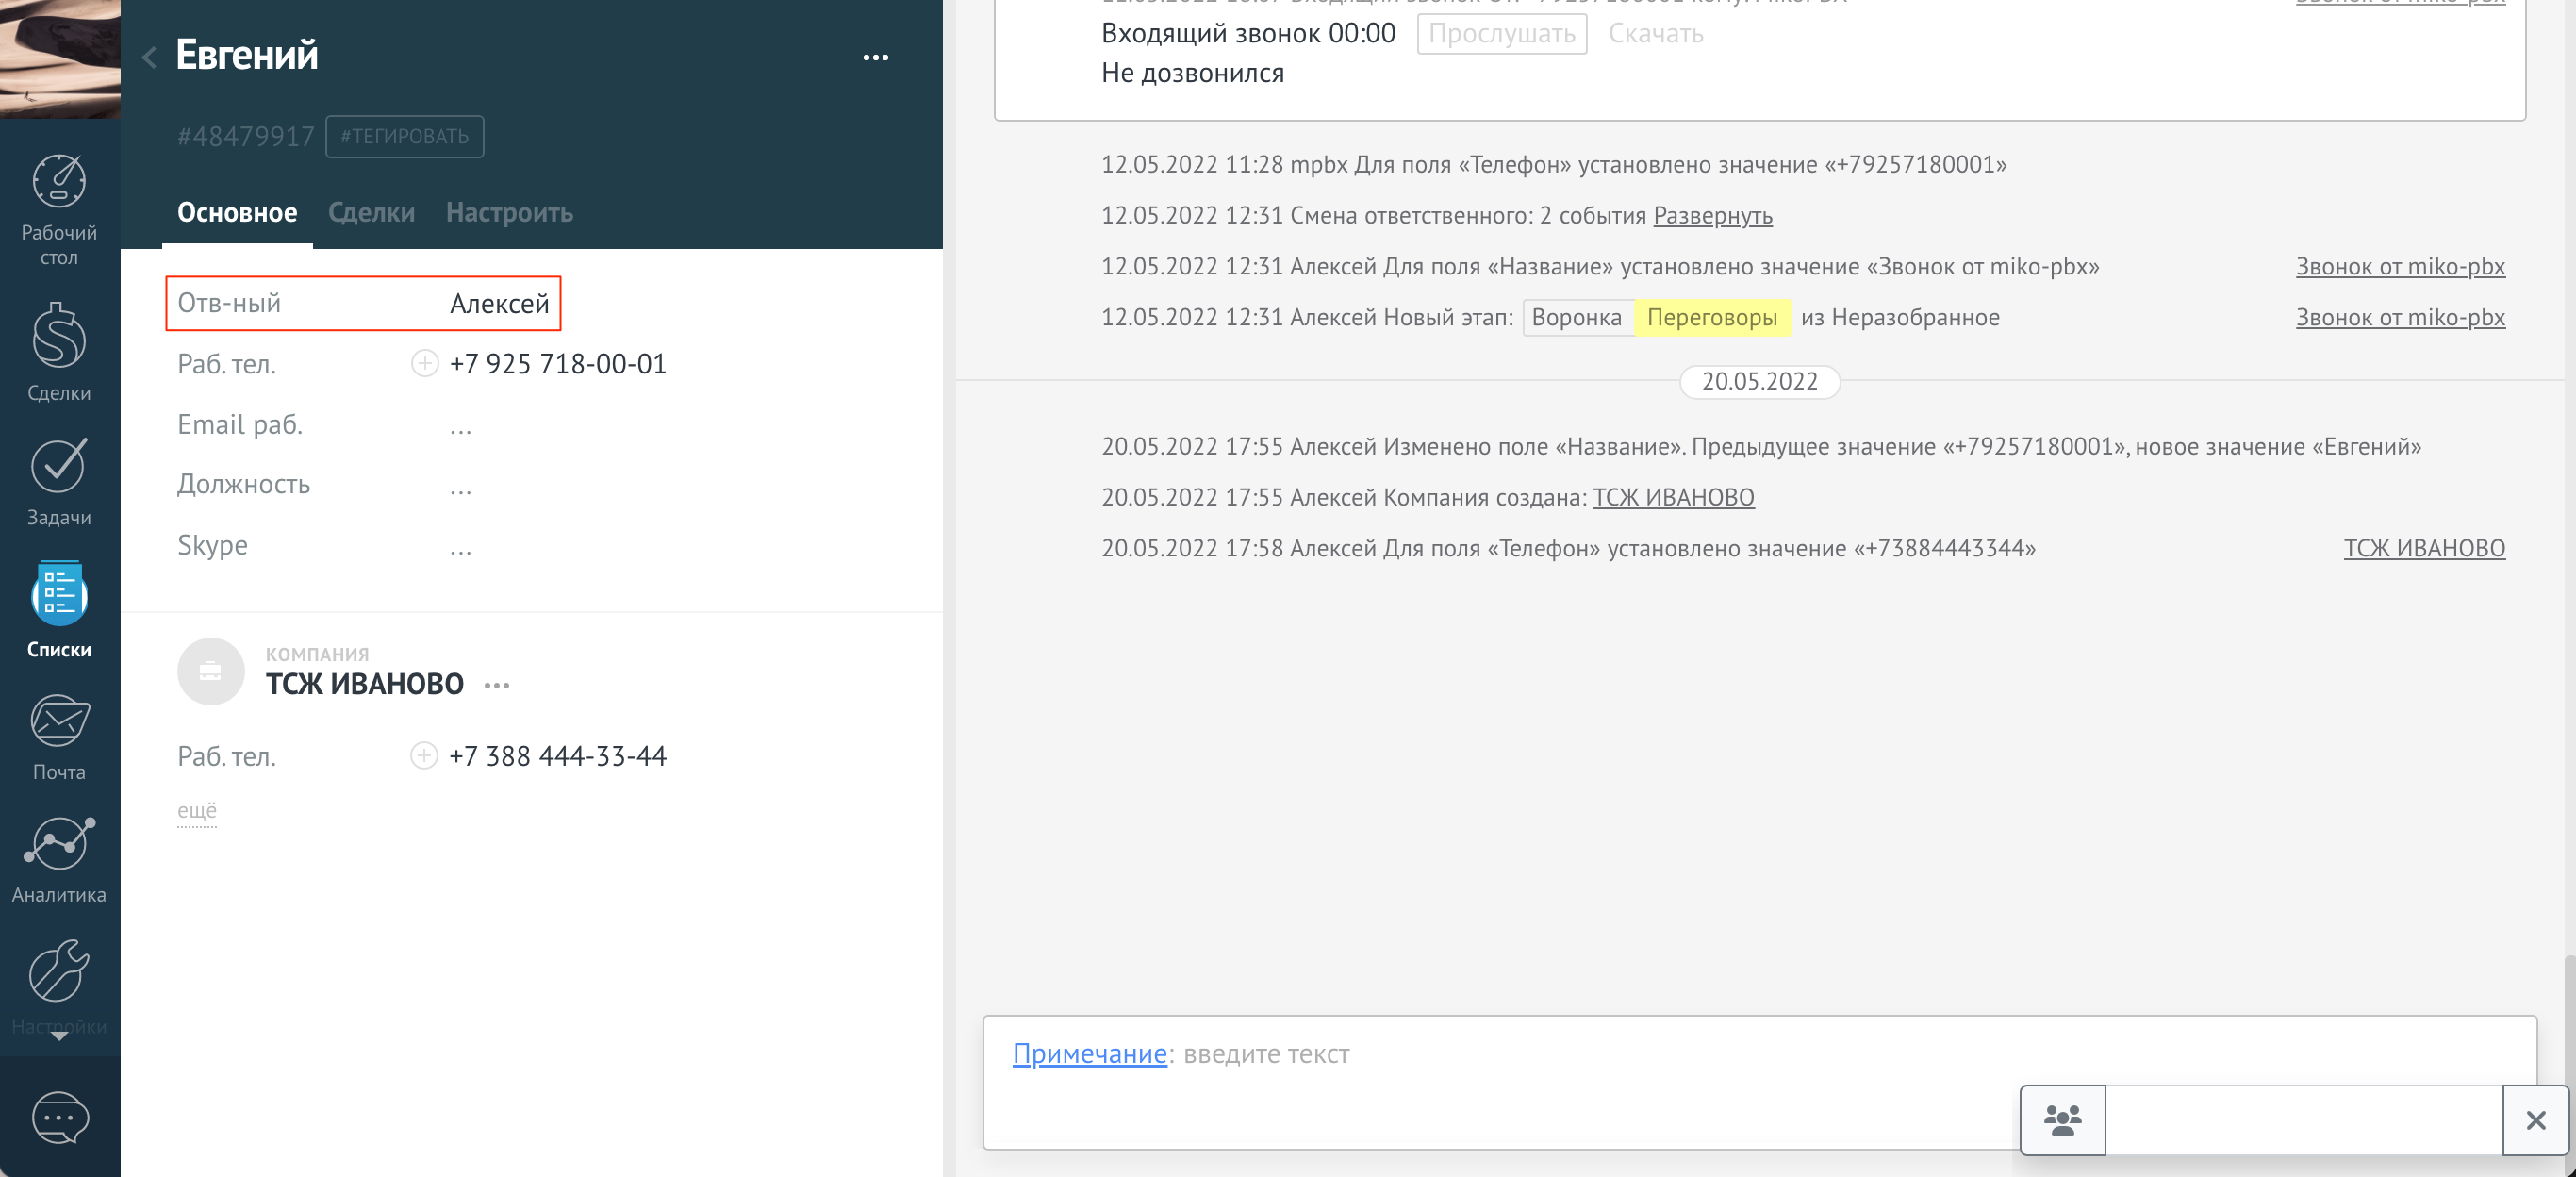 Рабочий
стол
Сделки
Задачи
Списки
Почта
Аналитика
Настройки
Евгений
#48479917 #ТЕГИРОВАТЬ
Основное Сделки Настроить
Отв-ный Алексей
Раб. тел. +7 925 718-00-01
Email раб. ...
Должность ...
Skype ...
КОМПАНИЯ
ТСЖ ИВАНОВО
Раб. тел. +7 388 444-33-44
ещё
Звонок от miko-pbx
Входящий звонок 00:00 Прослушать Скачать
Не дозвонился
12.05.2022 11:28 mpbx Для поля «Телефон» установлено значение «+79257180001»
12.05.2022 12:31 Смена ответственного: 2 события Развернуть
12.05.2022 12:31 Алексей Для поля «Название» установлено значение «Звонок от miko-pbx» Звонок от miko-pbx
12.05.2022 12:31 Алексей Новый этап: Воронка Переговоры из Неразобранное Звонок от miko-pbx
20.05.2022
20.05.2022 17:55 Алексей Изменено поле «Название». Предыдущее значение «+79257180001», новое значение «Евгений»
20.05.2022 17:55 Алексей Компания создана: ТСЖ ИВАНОВО
20.05.2022 17:58 Алексей Для поля «Телефон» установлено значение «+73884443344» ТСЖ ИВАНОВО
Примечание: введите текст